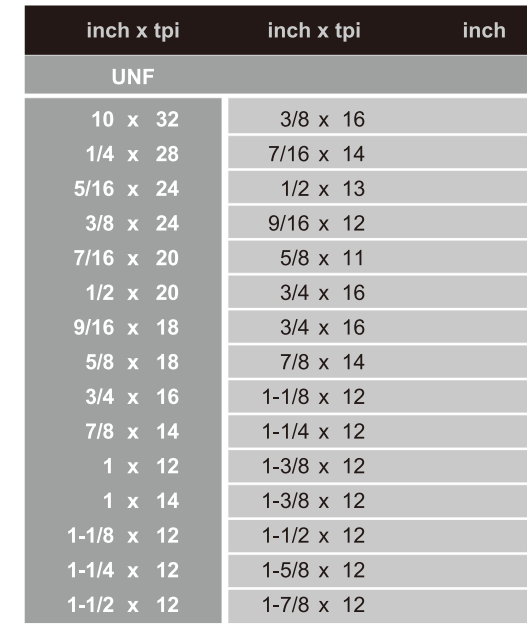 inch x tpi inch x tpi inch
UNF
10 x 32 3/8 x 16
1/4 x 28 7/16 x 14
5/16 x 24 1/2 x 13
3/8 x 24 9/16 x 12
7/16 x 20 5/8 x 11
1/2 x 20 3/4 x 16
9/16 x 18 3/4 x 16
5/8 x 18 7/8 x 14
3/4 x 16 1-1/8 x 12
7/8 x 14 1-1/4 x 12
1 x 12 1-3/8 x 12
1 x 14 1-3/8 x 12
1-1/8 x 12 1-1/2 x 12
1-1/4 x 12 1-5/8 x 12
1-1/2 x 12 1-7/8 x 12